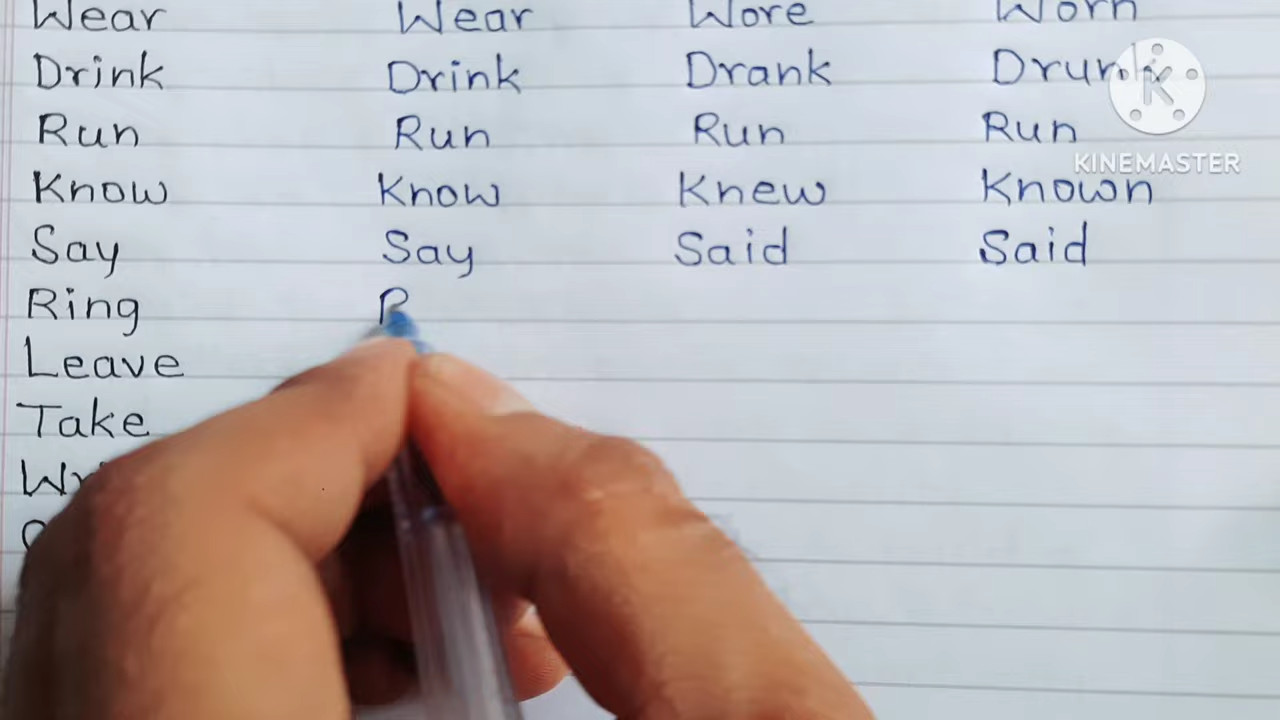 Wear Wear Wore Worn
Drink Drink Drank Drunk
Run Run Run Run
Know Know Knew Known
Say Say Said Said
Ring R
Leave
Take
KINEMASTER